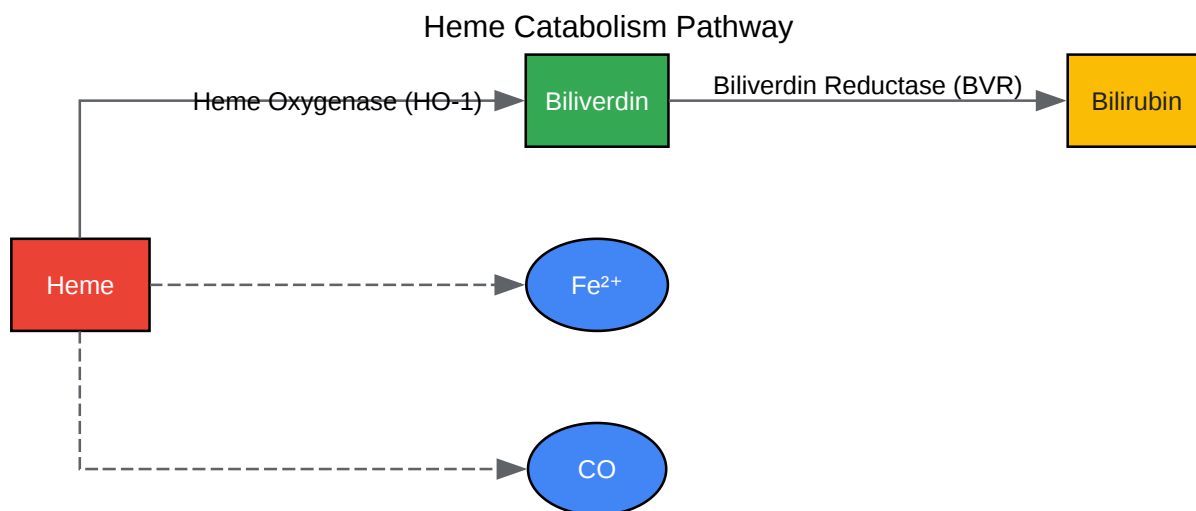 Heme Catabolism Pathway
Heme Oxygenase (HO-1)
Biliverdin
Biliverdin Reductase (BVR)
Bilirubin
Heme
Fe²⁺
CO